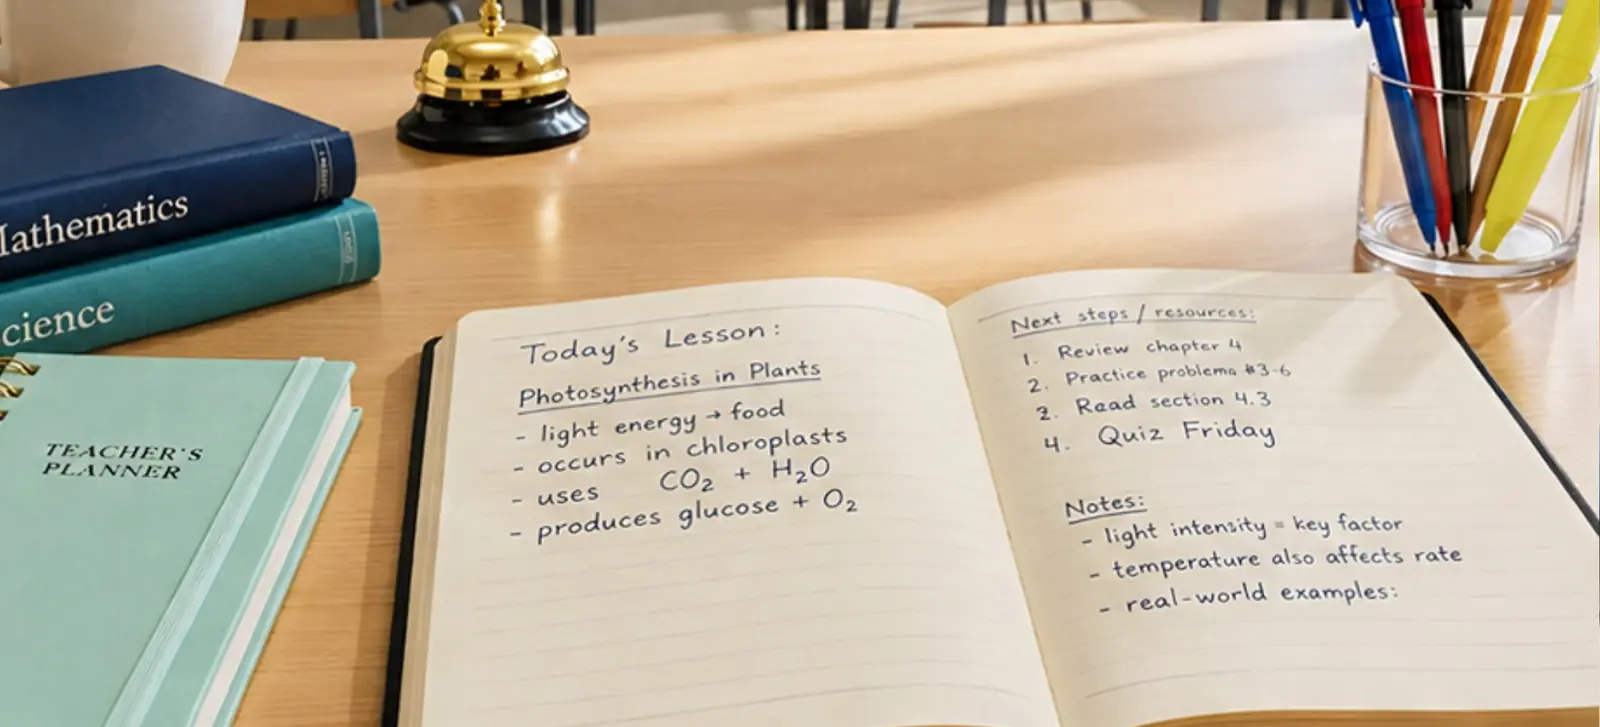 Mathematics
cience
TEACHER'S
PLANNER
Today's Lesson:
Photosynthesis in Plants
- light energy → food
- occurs in chloroplasts
- uses CO₂ + H₂O
- produces glucose + O₂
Next steps / resources:
1. Review chapter 4
2. Practice problems #3-6
2. Read section 4.3
4. Quiz Friday
Notes:
- light intensity = key factor
- temperature also affects rate
- real-world examples: